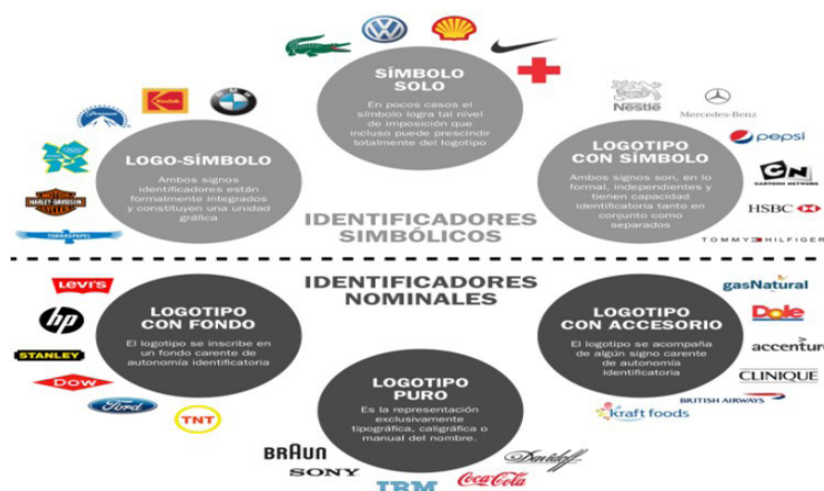 SÍMBOLO
SOLO
En pocos casos el
símbolo logra tal nivel
de imposición que
incluso puede prescindir
totalmente del logotipo
Paramount
Kodak
BMW
LOGO-SÍMBOLO
Ambos signos
identificadores están
formalmente integrados
y constituyen una unidad
gráfica
MOTOR
HARLEY-DAVIDSON
CYCLES
TORRASPAPEL
Nestlē
Mercedes-Benz
pepsi
CN
CARTOON NETWORK
HSBC
TOMMY HILFIGER
LOGOTIPO
CON SÍMBOLO
Ambos signos son, en lo
formal, independientes y
tienen capacidad
identificatoria tanto en
conjunto como
separados
IDENTIFICADORES
SIMBÓLICOS
IDENTIFICADORES
NOMINALES
LEVI'S
hp
STANLEY
DOW
Ford
TNT
LOGOTIPO
CON FONDO
El logotipo se inscribe en
un fondo carente de
autonomía identificatoria
LOGOTIPO
CON ACCESORIO
El logotipo se acompaña de
algún signo carente de
autonomía
identificatoria
gasNatural
Dole
accenture
CLINIQUE
BRITISH AIRWAYS
kraft foods
LOGOTIPO
PURO
Es la representación
exclusivamente
tipográfica, caligráfica o
manual del nombre.
BRAUN
SONY
IBM
Coca-Cola
Davidoff